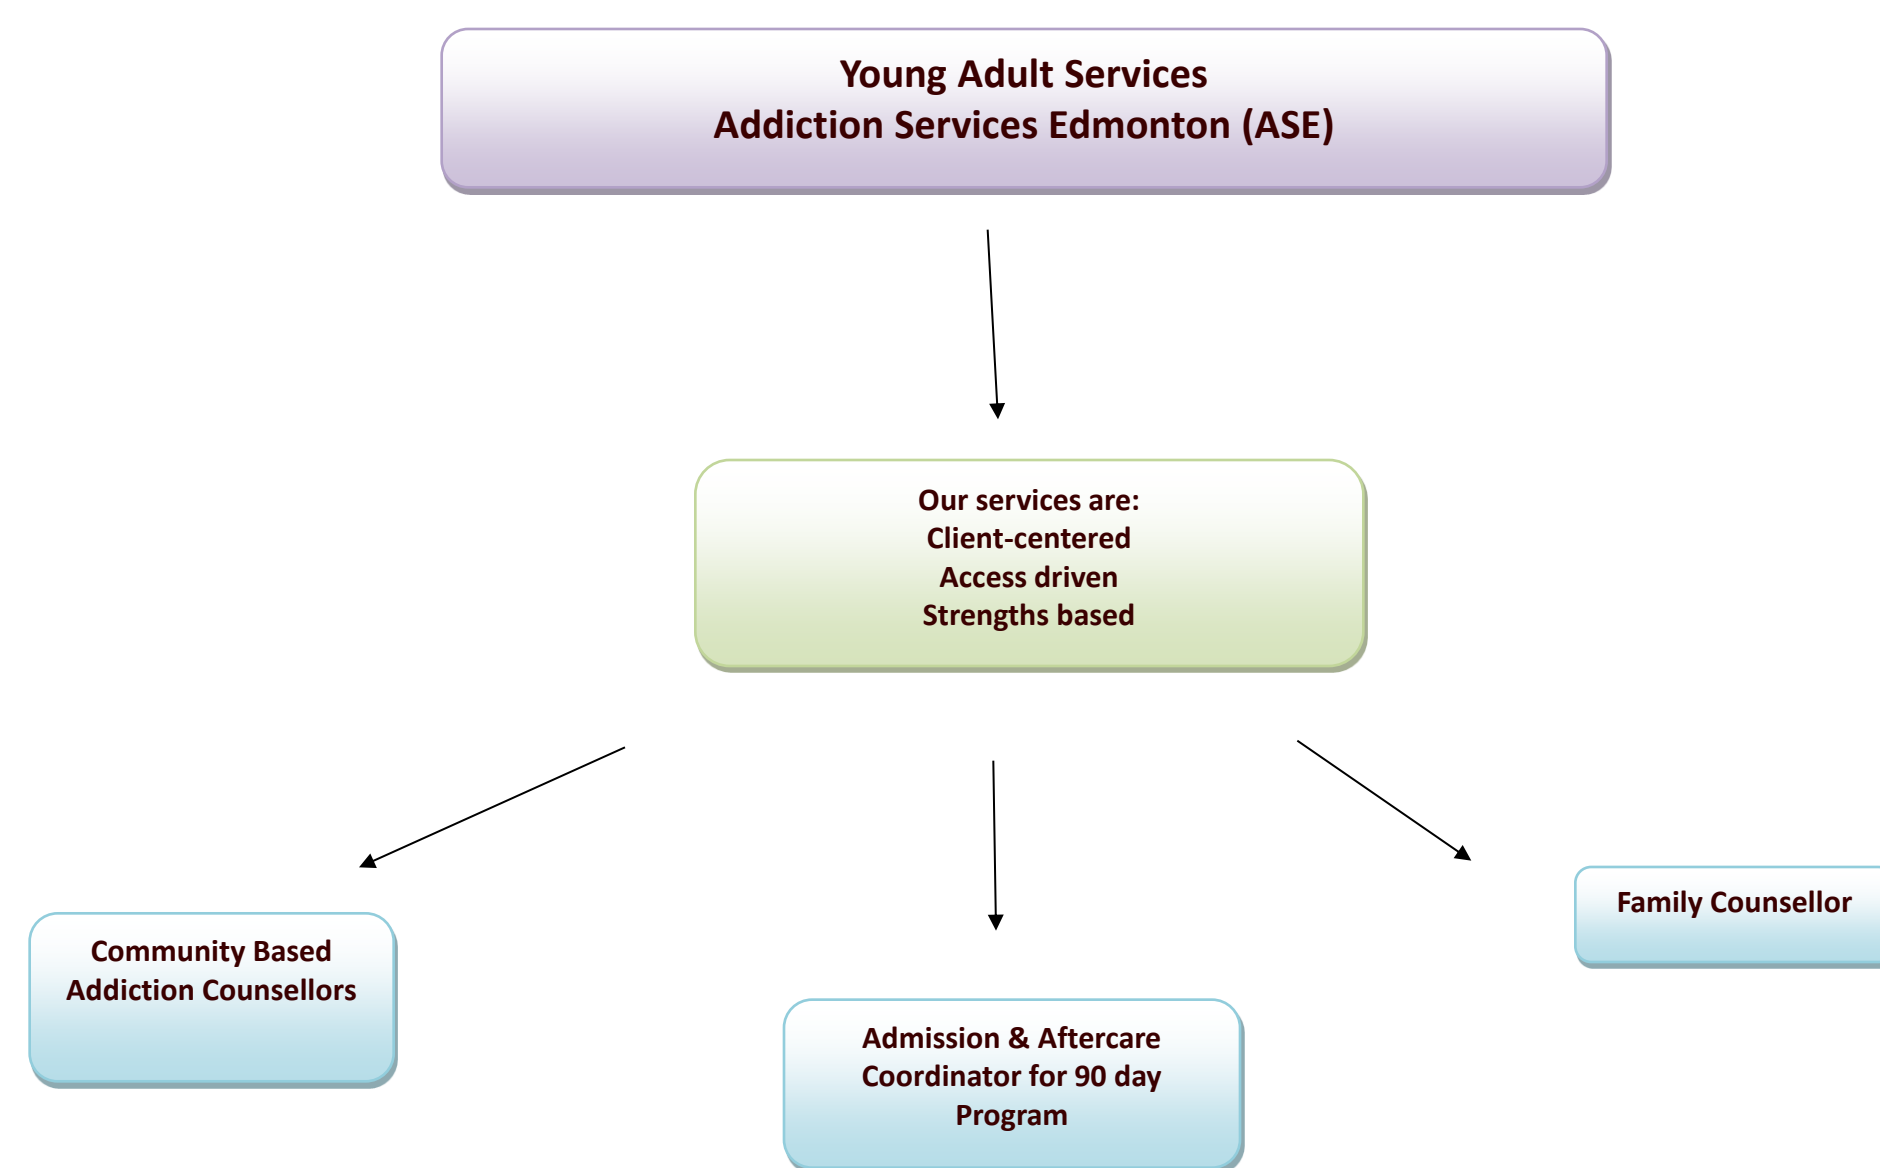 Young Adult Services
Addiction Services Edmonton (ASE)
Our services are:
Client-centered
Access driven
Strengths based
Community Based
Addiction Counsellors
Admission & Aftercare
Coordinator for 90 day
Program
Family Counsellor